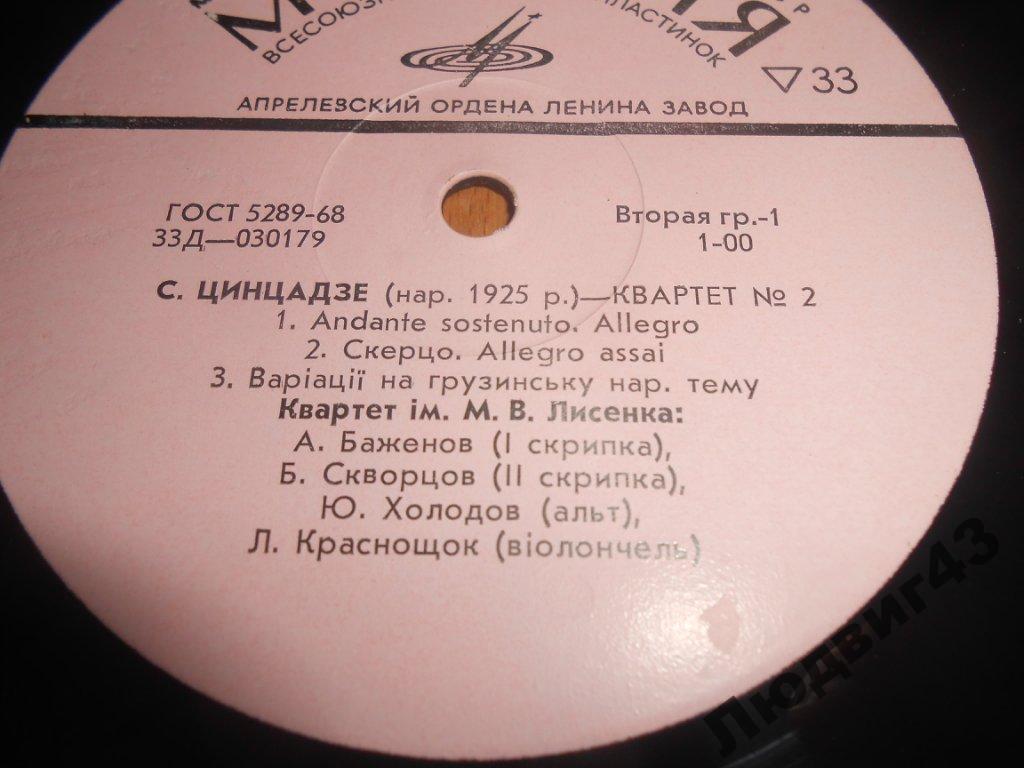 ВСЕСОЮЗН
ПЛАСТИНОК
▽ 33
АПРЕЛЕВСКИЙ ОРДЕНА ЛЕНИНА ЗАВОД
ГОСТ 5289-68
Вторая гр.-1
33Д—030179
1-00
С. ЦИНЦАДЗЕ (нар. 1925 р.)—КВАРТЕТ № 2
1. Andante sostenuto. Allegro
2. Скерцо. Allegro assai
3. Варіації на грузинську нар. тему
Квартет ім. М. В. Лисенка:
А. Баженов (I скрипка),
Б. Скворцов (II скрипка),
Ю. Холодов (альт),
Л. Краснощок (віолончель)
Людвиг43